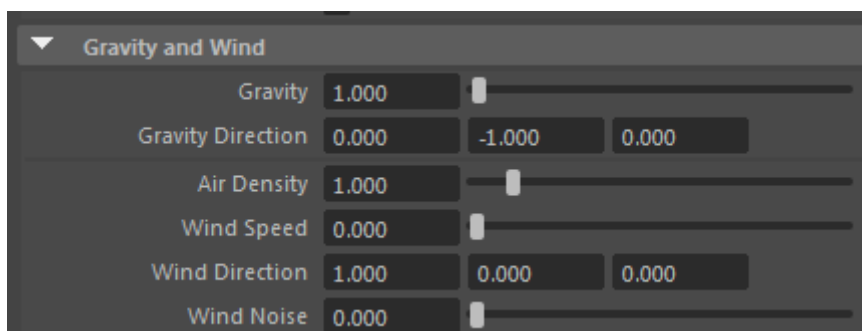 Gravity and Wind
Gravity 1.000
Gravity Direction 0.000 -1.000 0.000
Air Density 1.000
Wind Speed 0.000
Wind Direction 1.000 0.000 0.000
Wind Noise 0.000